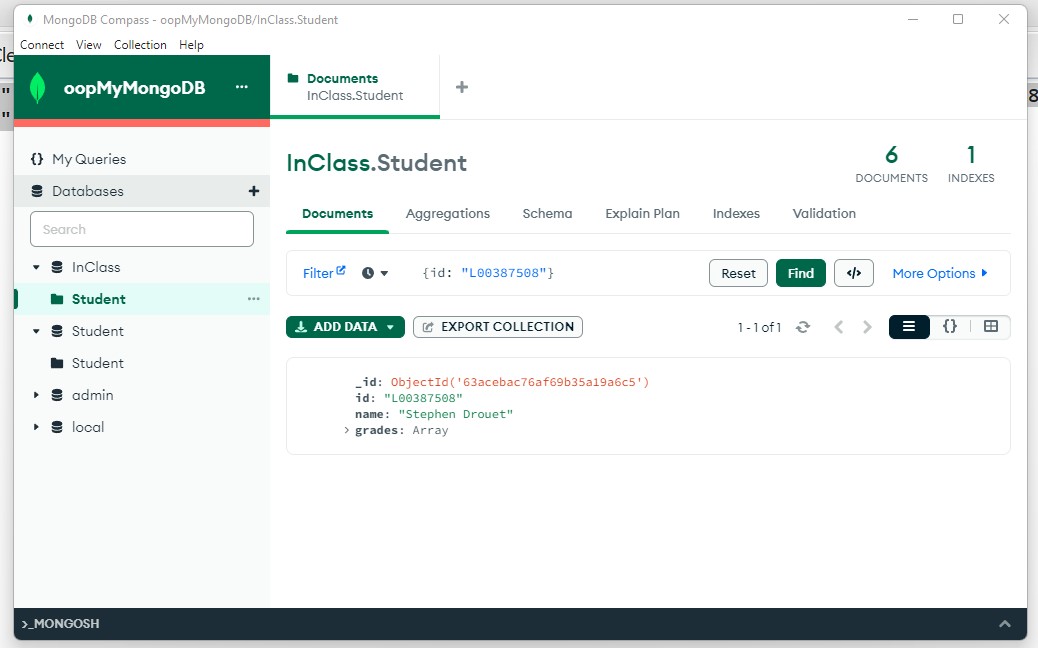 MongoDB Compass - oopMyMongoDB/InClass.Student
Connect View Collection Help
oopMyMongoDB ...
Documents
InClass.Student
+
{} My Queries
Databases +
Search
InClass
Student ...
Student
Student
admin
local
InClass.Student
6
DOCUMENTS
1
INDEXES
Documents Aggregations Schema Explain Plan Indexes Validation
Filter {id: "L00387508"} Reset Find </> More Options
ADD DATA EXPORT COLLECTION 1 - 1 of 1 {}
_id: ObjectId('63acebac76af69b35a19a6c5')
id: "L00387508"
name: "Stephen Drouet"
> grades: Array
>_MONGOSH
"
"
8